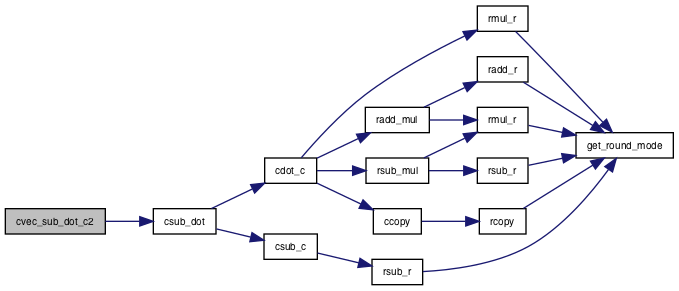 rmul_r
radd_r
radd_mul
rmul_r
get_round_mode
cdot_c
rsub_mul
rsub_r
cvec_sub_dot_c2
csub_dot
ccopy
rcopy
csub_c
rsub_r